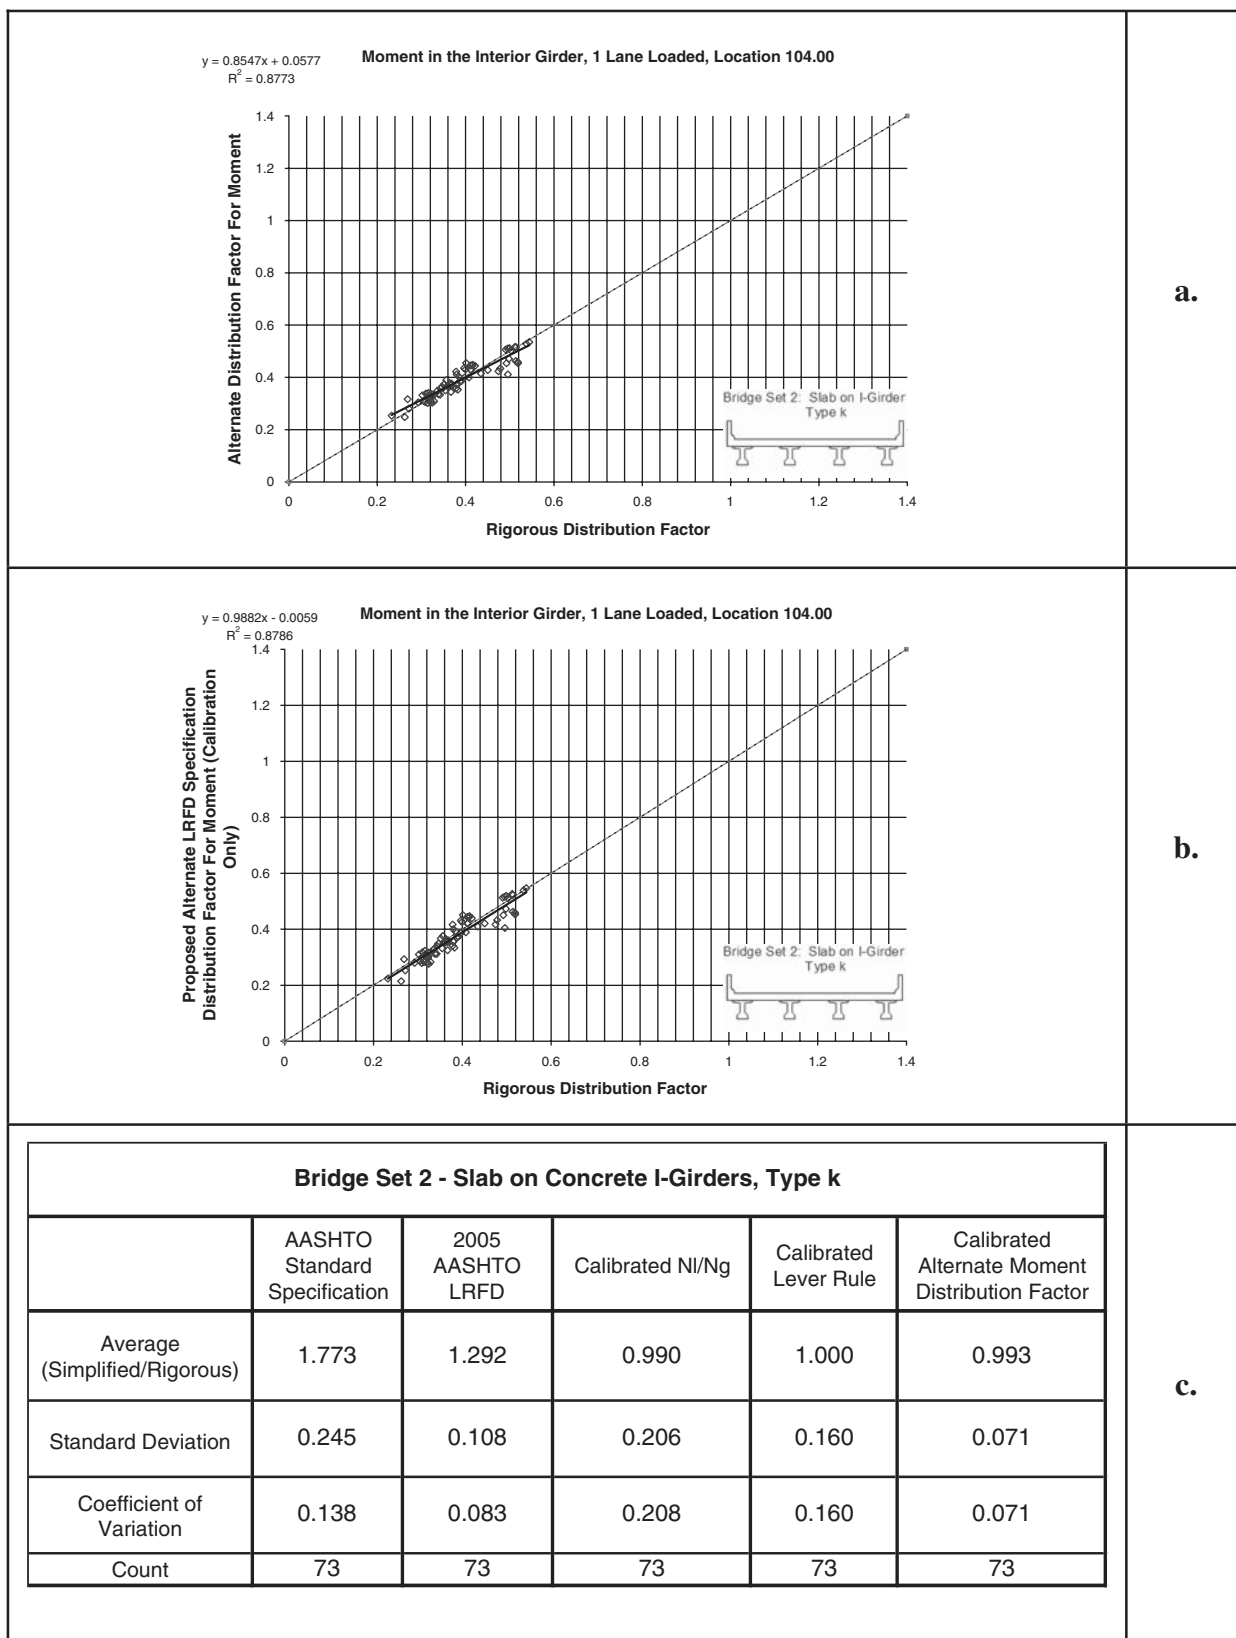 y = 0.8547x + 0.0577
R² = 0.8773
Moment in the Interior Girder, 1 Lane Loaded, Location 104.00
Alternate Distribution Factor For Moment
1.4
1.2
1
0.8
0.6
0.4
0.2
0
0 0.2 0.4 0.6 0.8 1 1.2 1.4
Rigorous Distribution Factor
Bridge Set 2: Slab on I-Girder
Type k
a.
y = 0.9882x - 0.0059
R² = 0.8786
Moment in the Interior Girder, 1 Lane Loaded, Location 104.00
Proposed Alternate LRFD Specification
Distribution Factor For Moment (Calibration
Only)
1.4
1.2
1
0.8
0.6
0.4
0.2
0
0 0.2 0.4 0.6 0.8 1 1.2 1.4
Rigorous Distribution Factor
Bridge Set 2: Slab on I-Girder
Type k
b.
Bridge Set 2 - Slab on Concrete I-Girders, Type k
AASHTO Standard Specification
2005 AASHTO LRFD
Calibrated Nl/Ng
Calibrated Lever Rule
Calibrated Alternate Moment Distribution Factor
Average (Simplified/Rigorous) 1.773 1.292 0.990 1.000 0.993
Standard Deviation 0.245 0.108 0.206 0.160 0.071
Coefficient of Variation 0.138 0.083 0.208 0.160 0.071
Count 73 73 73 73 73
c.